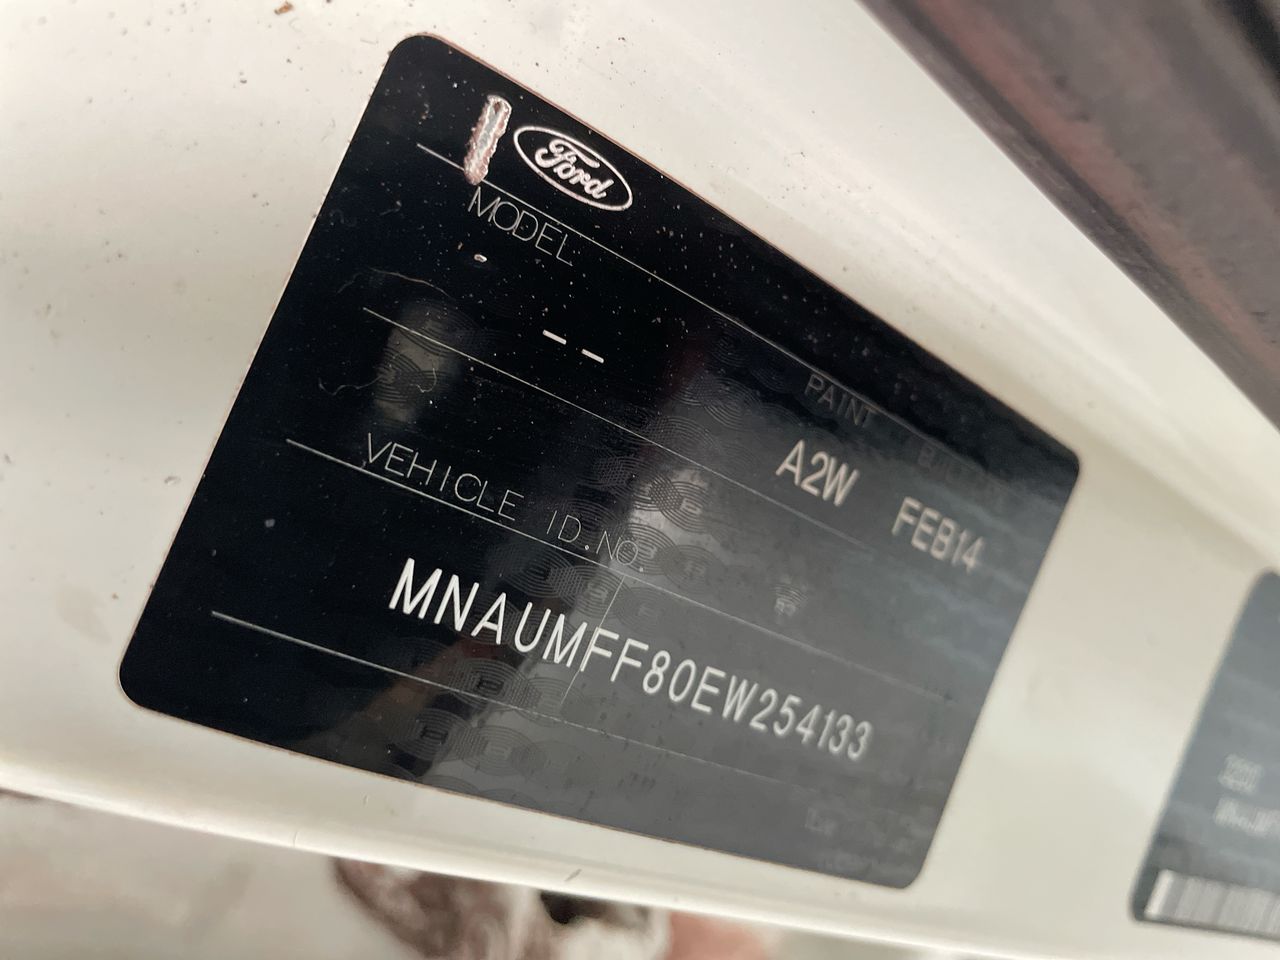 Ford
MODEL
--
PAINT
A2W FEB14
VEHICLE ID. NO.
MNAUMFF80EW254133